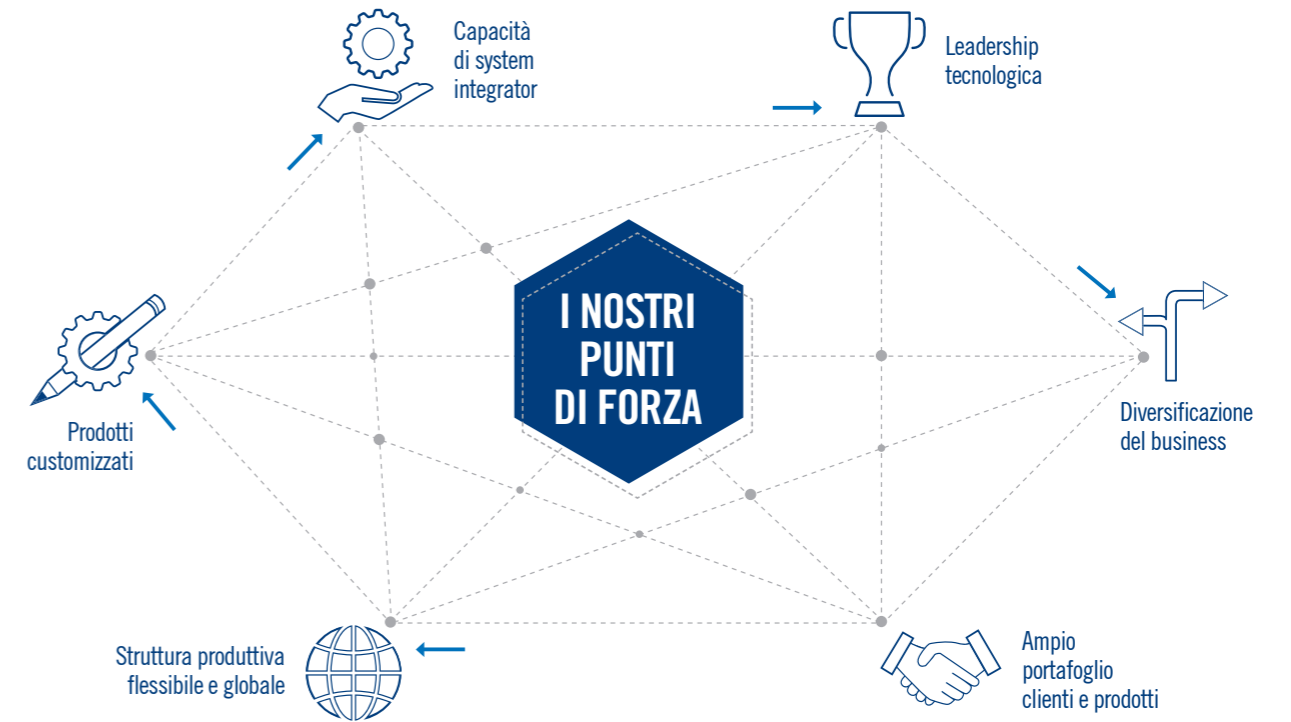 Capacità
di system
integrator
Leadership
tecnologica
I NOSTRI
PUNTI
DI FORZA
Prodotti
customizzati
Diversificazione
del business
Struttura produttiva
flessibile e globale
Ampio
portafoglio
clienti e prodotti